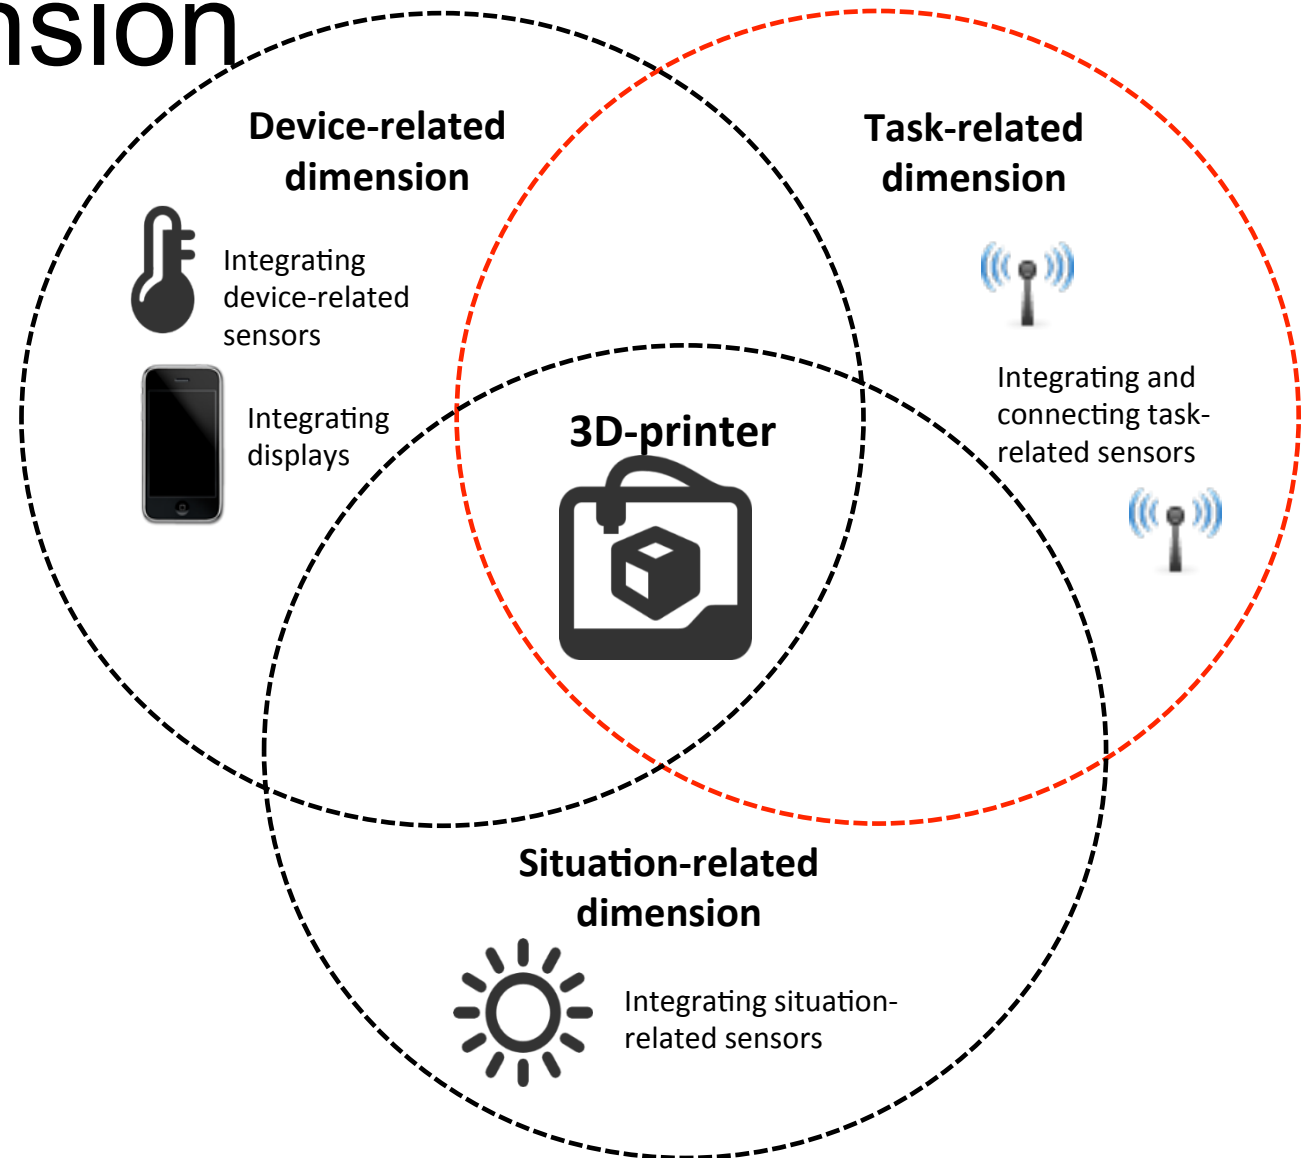 nsion
Device-related
dimension
Integrating
device-related
sensors
Integrating
displays
Task-related
dimension
Integrating and
connecting task-
related sensors
3D-printer
Situation-related
dimension
Integrating situation-
related sensors